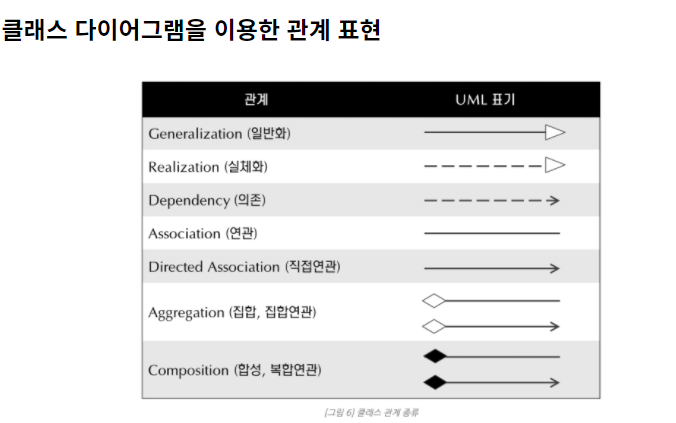 클래스 다이어그램을 이용한 관계 표현
관계 UML 표기
Generalization (일반화)
Realization (실체화)
Dependency (의존)
Association (연관)
Directed Association (직접연관)
Aggregation (집합, 집합연관)
Composition (합성, 복합연관)
[그림 6] 클래스 관계 종류